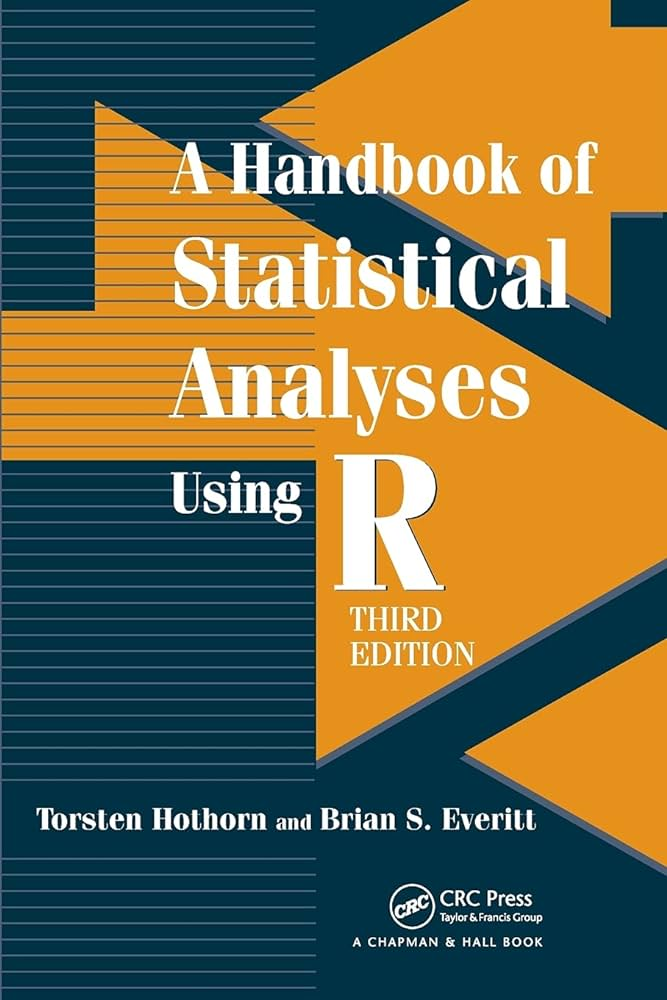 A Handbook of
Statistical
Analyses
Using R
THIRD
EDITION
Torsten Hothorn and Brian S. Everitt
CRC
CRC Press
Taylor & Francis Group
A CHAPMAN & HALL BOOK